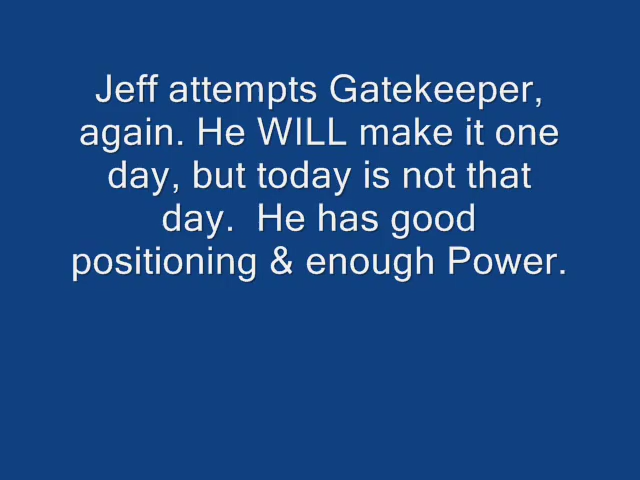 Jeff attempts Gatekeeper,
again. He WILL make it one
day, but today is not that
day.  He has good
positioning & enough Power.